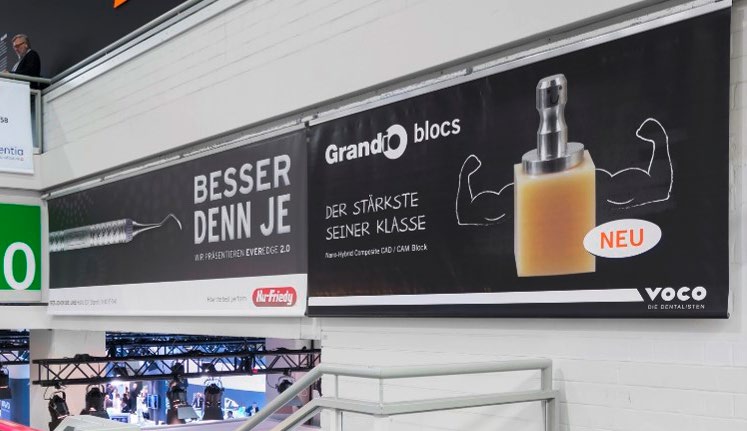 BESSER
DENN JE
WIR PRÄSENTIEREN EVEREDGE 2.0
Hu-Friedy
Grandio blocs
DER STÄRKSTE
SEINER KLASSE
Nano-Hybrid Composite CAD / CAM Block
NEU
VOCO
DIE DENTALISTEN
entia
0